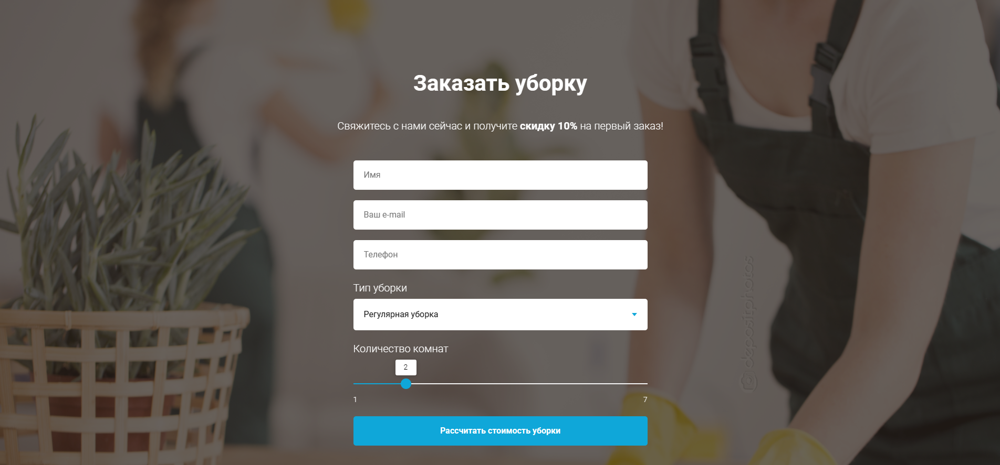 Заказать уборку
Свяжитесь с нами сейчас и получите скидку 10% на первый заказ!
Имя
Ваш e-mail
Телефон
Тип уборки
Регулярная уборка
Количество комнат
2
1 7
Рассчитать стоимость уборки
depositphotos